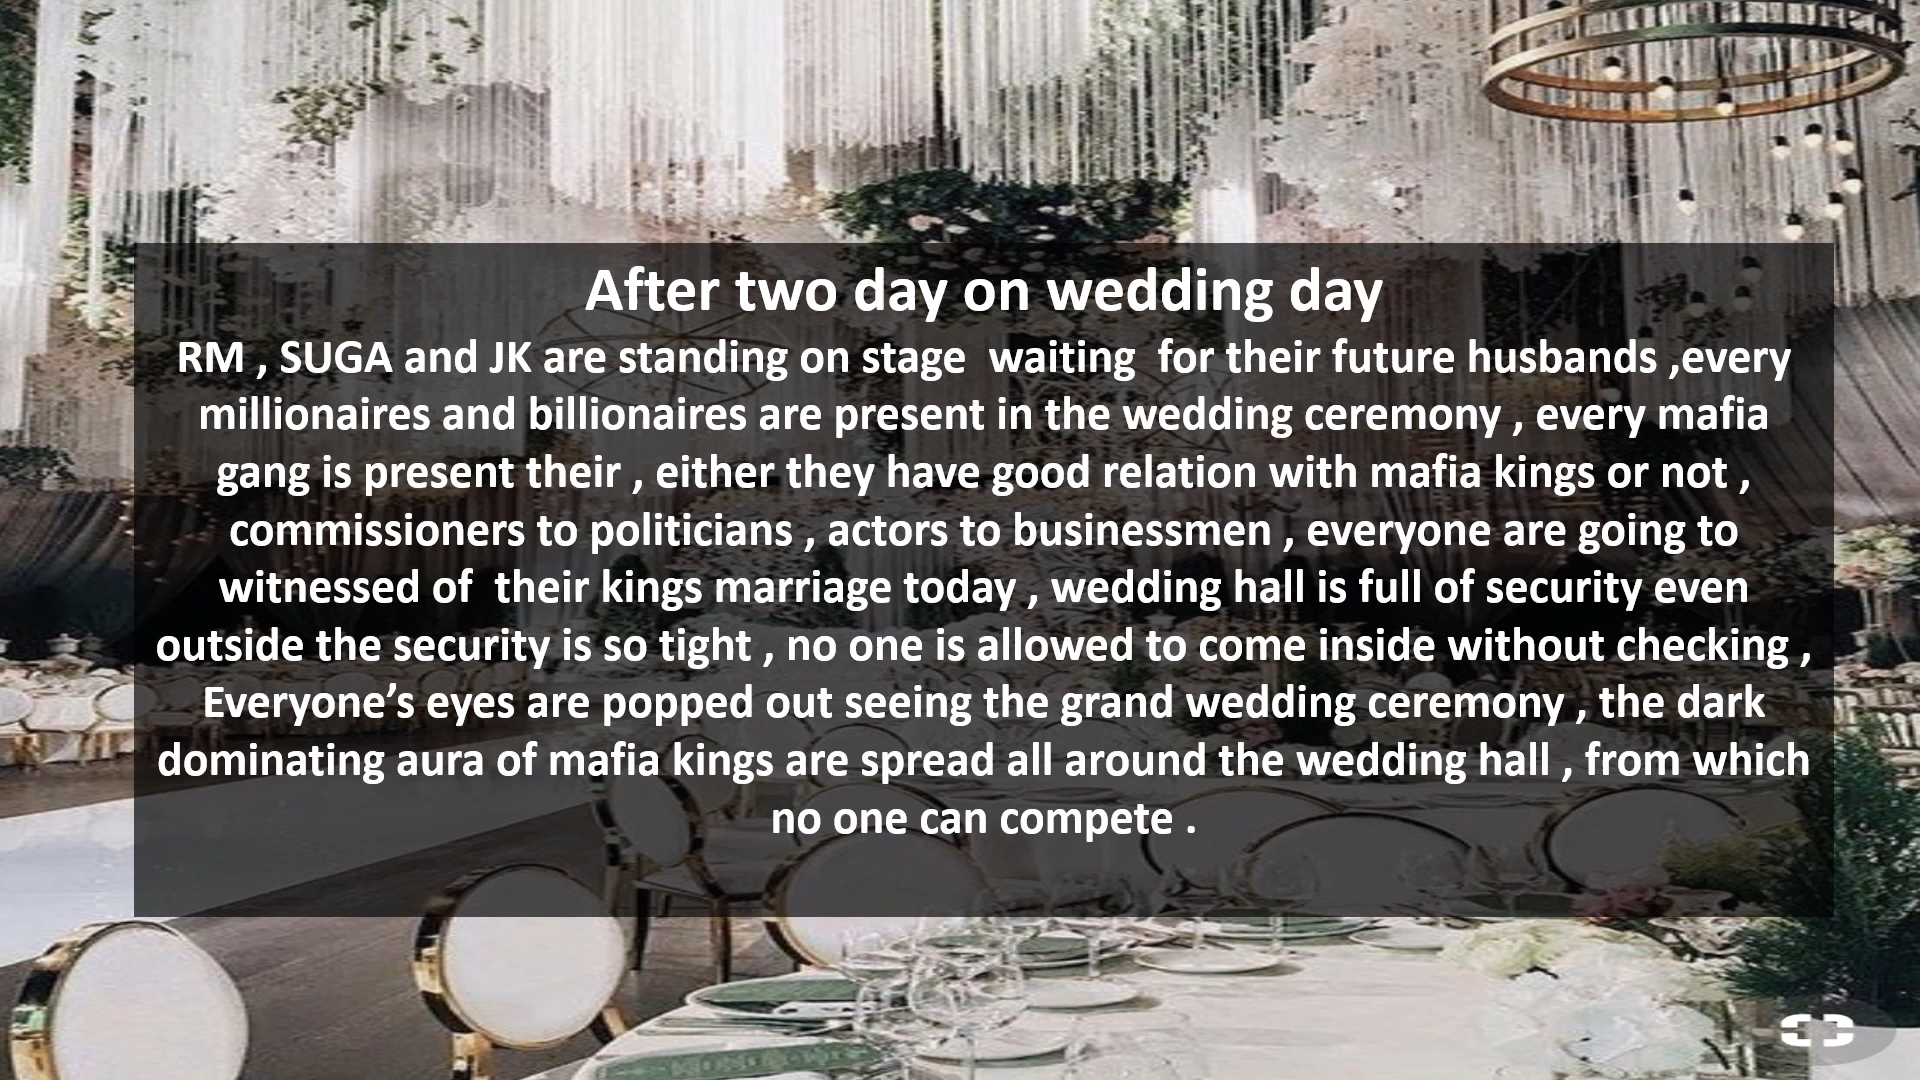 After two day on wedding day
RM , SUGA and JK are standing on stage  waiting  for their future husbands ,every
millionaires and billionaires are present in the wedding ceremony , every mafia
gang is present their , either they have good relation with mafia kings or not ,
commissioners to politicians , actors to businessmen , everyone are going to
witnessed of  their kings marriage today , wedding hall is full of security even
outside the security is so tight , no one is allowed to come inside without checking ,
Everyone’s eyes are popped out seeing the grand wedding ceremony , the dark
dominating aura of mafia kings are spread all around the wedding hall , from which
no one can compete .